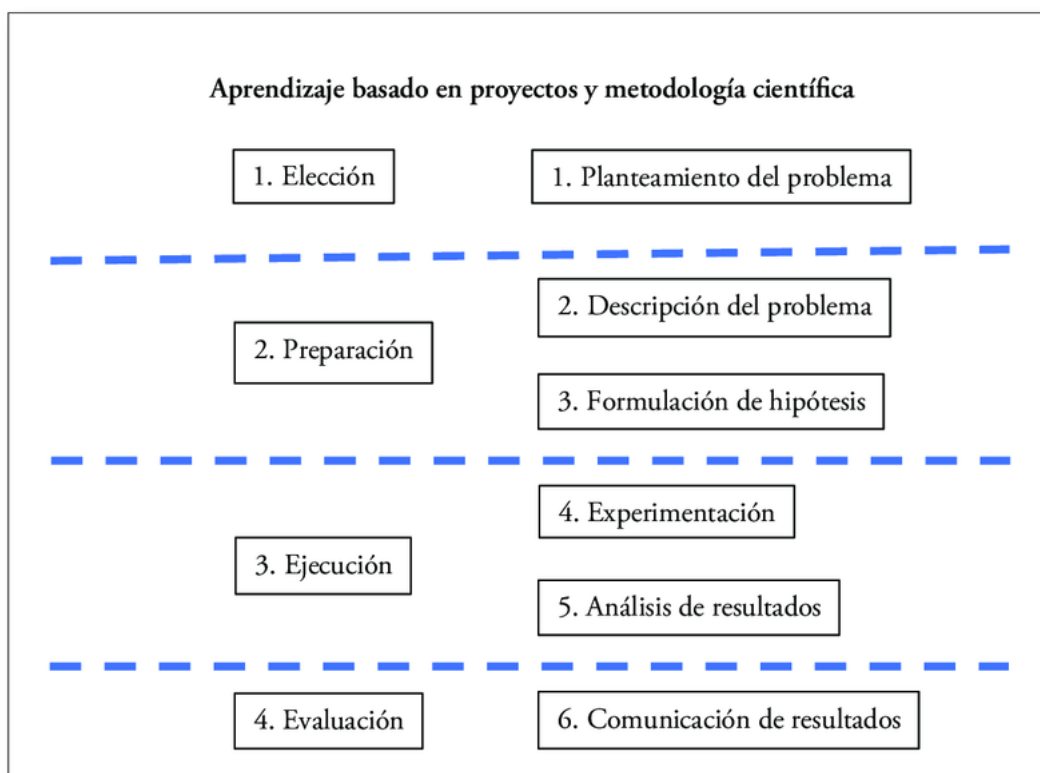 Aprendizaje basado en proyectos y metodología científica
1. Elección
1. Planteamiento del problema
2. Preparación
2. Descripción del problema
3. Formulación de hipótesis
3. Ejecución
4. Experimentación
5. Análisis de resultados
4. Evaluación
6. Comunicación de resultados